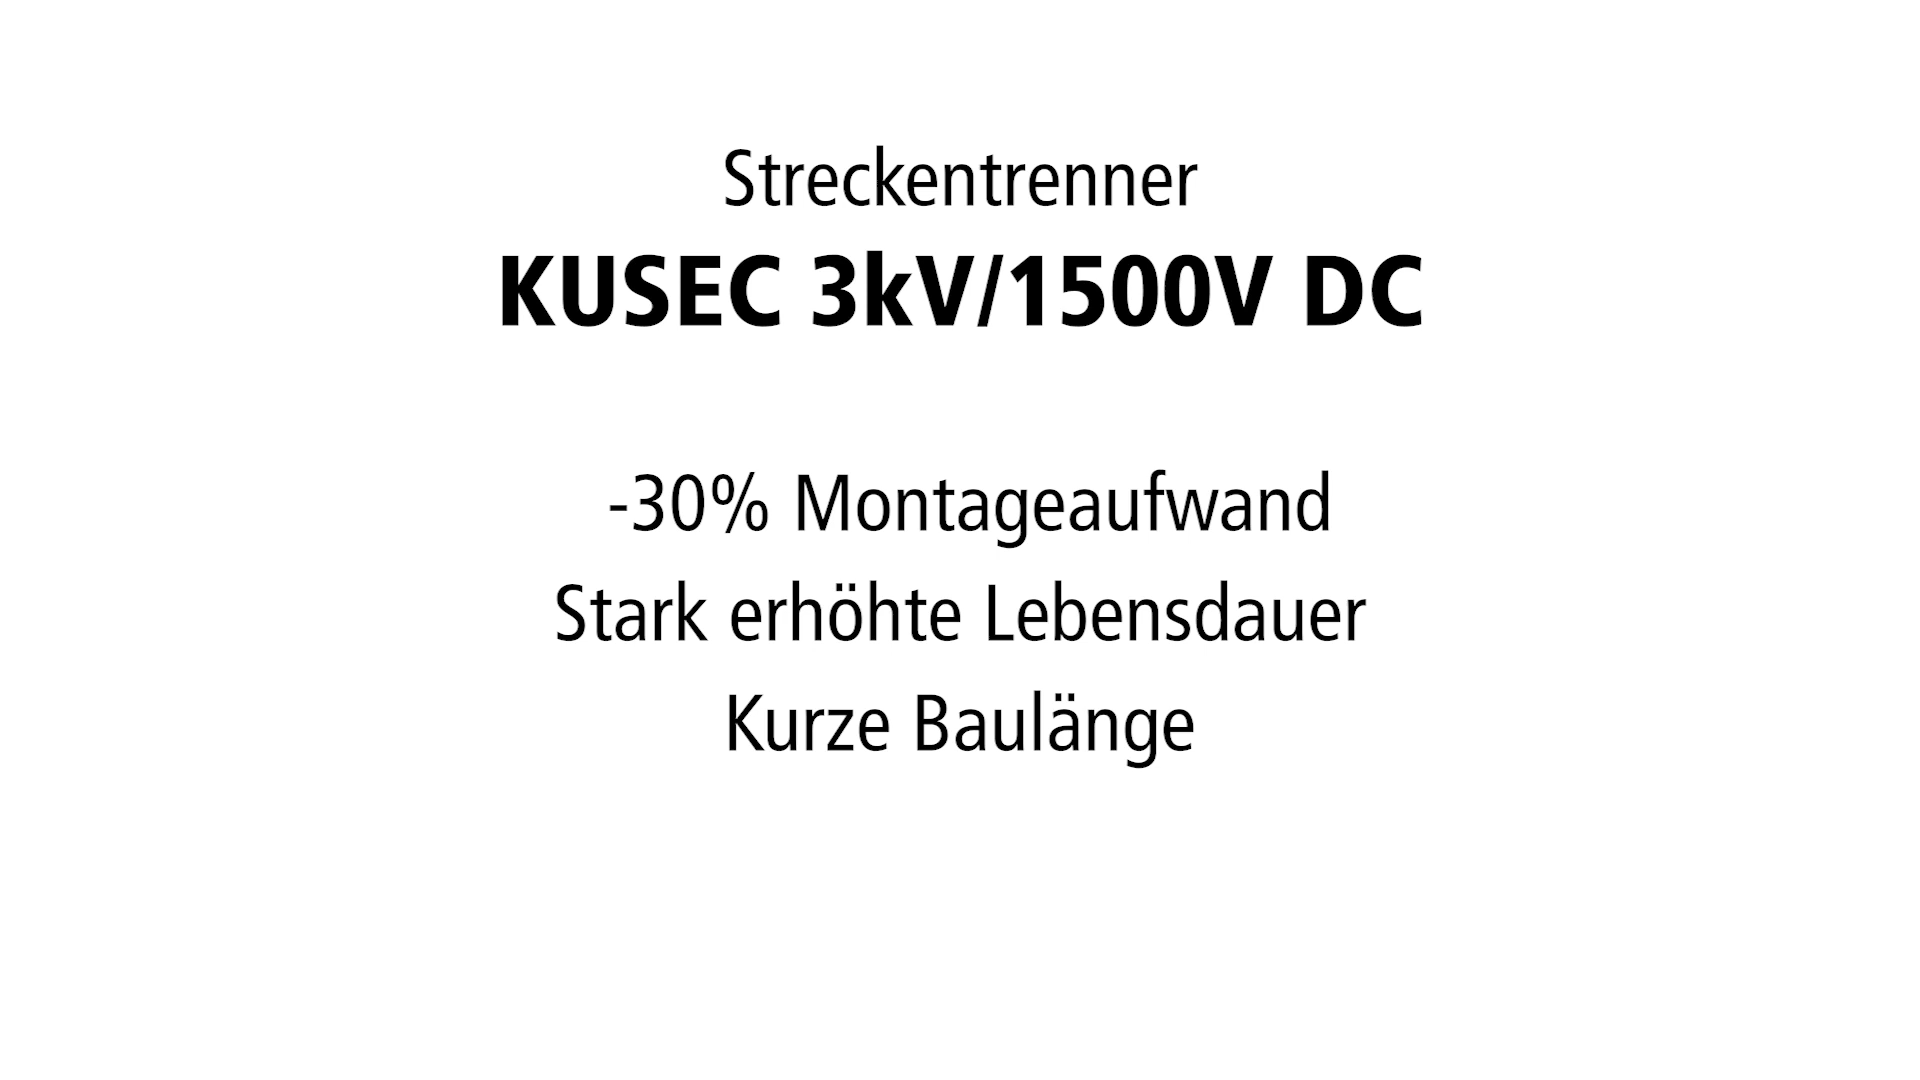 Streckentrenner
KUSEC 3kV/1500V DC
-30% Montageaufwand
Stark erhöhte Lebensdauer
Kurze Baulänge